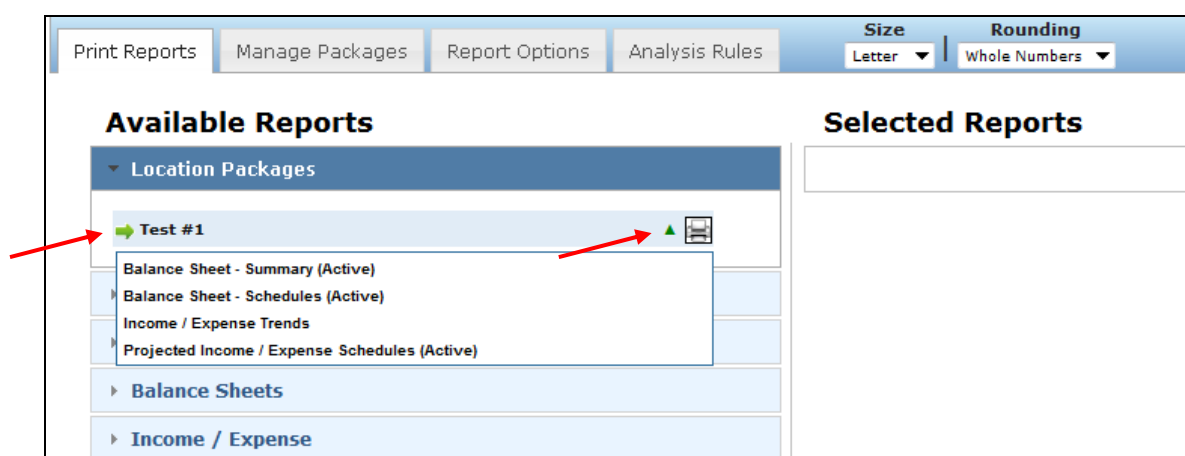 Print Reports Manage Packages Report Options Analysis Rules
Size Rounding
Letter Whole Numbers
Available Reports Selected Reports
Location Packages
Test #1
Balance Sheet - Summary (Active)
Balance Sheet - Schedules (Active)
Income / Expense Trends
Projected Income / Expense Schedules (Active)
Balance Sheets
Income / Expense